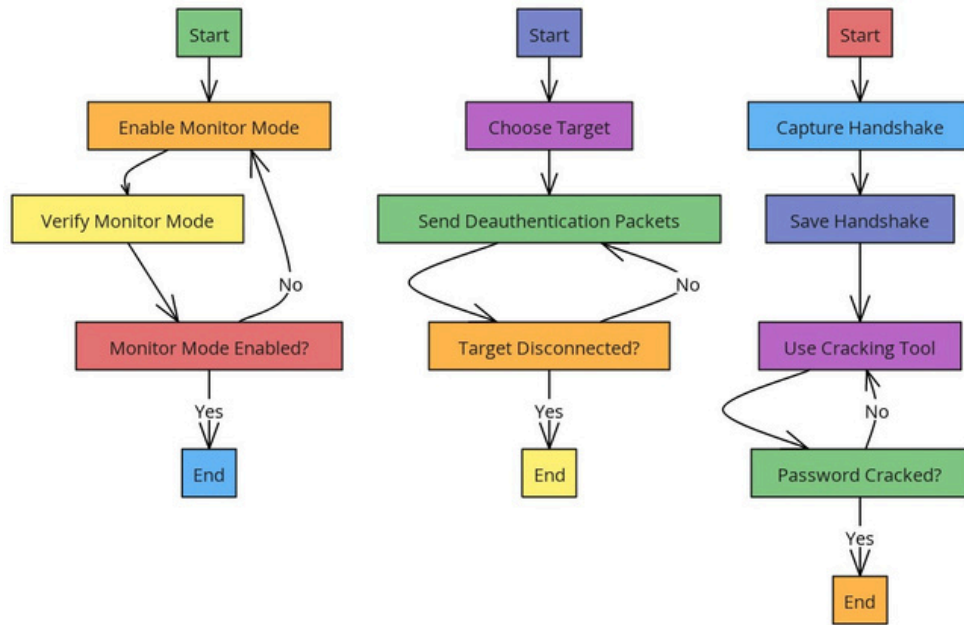 Start
Enable Monitor Mode
Verify Monitor Mode
No
Monitor Mode Enabled?
Yes
End
Start
Choose Target
Send Deauthentication Packets
No
Target Disconnected?
Yes
End
Start
Capture Handshake
Save Handshake
Use Cracking Tool
No
Password Cracked?
Yes
End